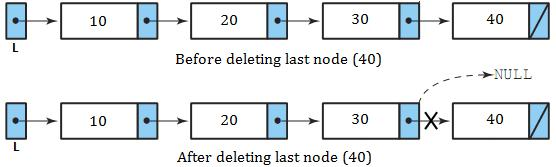 10 20 30 40
L
Before deleting last node (40)
NULL
10 20 30 40
L
After deleting last node (40)